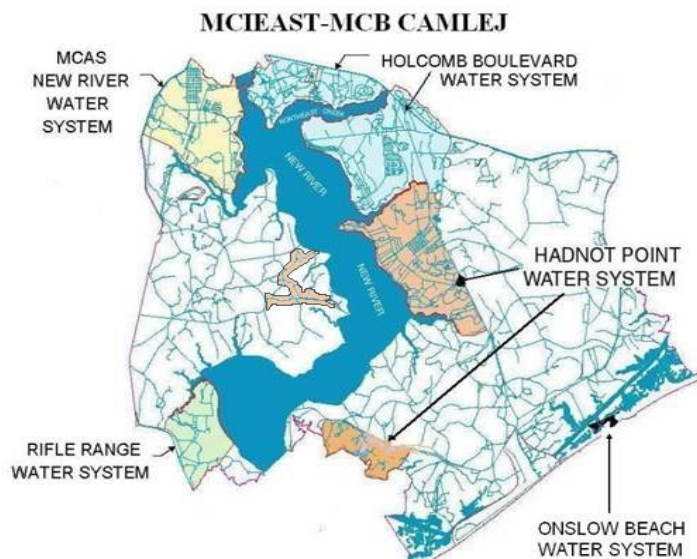 MCIEAST-MCB CAMLEJ
MCAS
NEW RIVER
WATER
SYSTEM
HOLCOMB BOULEVARD
WATER SYSTEM
NORTHEAST CREEK
NEW RIVER
NEW RIVER
HADNOT POINT
WATER SYSTEM
RIFLE RANGE
WATER SYSTEM
ONSLOW BEACH
WATER SYSTEM